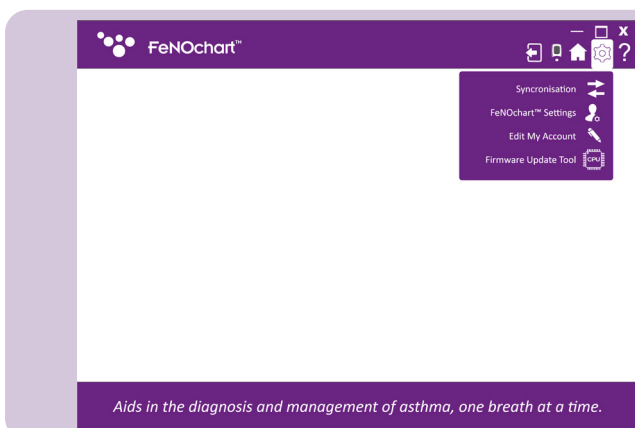 FeNOchart™
Syncronisation
FeNOchart™ Settings
Edit My Account
Firmware Update Tool
CPU
Aids in the diagnosis and management of asthma, one breath at a time.